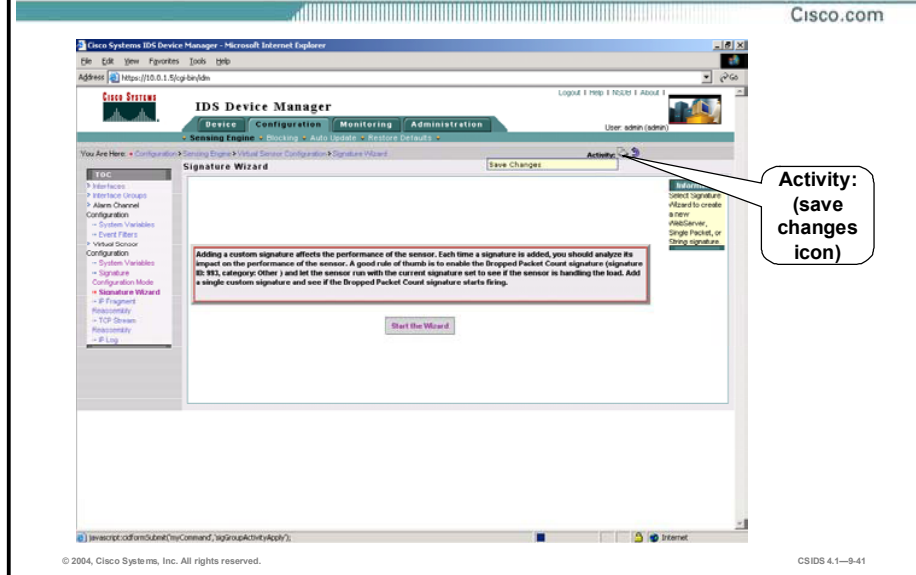 Cisco.com
Cisco Systems IDS Device Manager - Microsoft Internet Explorer
File Edit View Favorites Tools Help
Address https://10.0.1.5/cgi-bin/idm
Go
CISCO SYSTEMS
IDS Device Manager
Logout | Help | NSDB | About |
Device Configuration Monitoring Administration
User: admin (admin)
Sensing Engine Blocking Auto Update Restore Defaults
You Are Here: Configuration > Sensing Engine > Virtual Sensor Configuration > Signature Wizard
Activity:
Signature Wizard
Save Changes
TOC
Interfaces
Interface Groups
Alarm Channel
Configuration
System Variables
Event Filters
Virtual Sensor
Configuration
System Variables
Signature
Configuration Mode
Signature Wizard
IP Fragment
Reassembly
TCP Stream
Reassembly
IP Log
Adding a custom signature affects the performance of the sensor. Each time a signature is added, you should analyze its
impact on the performance of the sensor. A good rule of thumb is to enable the Dropped Packet Count signature (signature
ID: 993, category: Other ) and let the sensor run with the current signature set to see if the sensor is handling the load. Add
a single custom signature and see if the Dropped Packet Count signature starts firing.
Start the Wizard
Select Signature
Wizard to create
a new
WebServer,
Single Packet, or
String signature.
Activity:
(save
changes
icon)
javascript:cidformSubmit('myCommand','sigGroupActivityApply');
Internet
© 2004, Cisco Systems, Inc. All rights reserved.
CSIDS 4.1—9-41